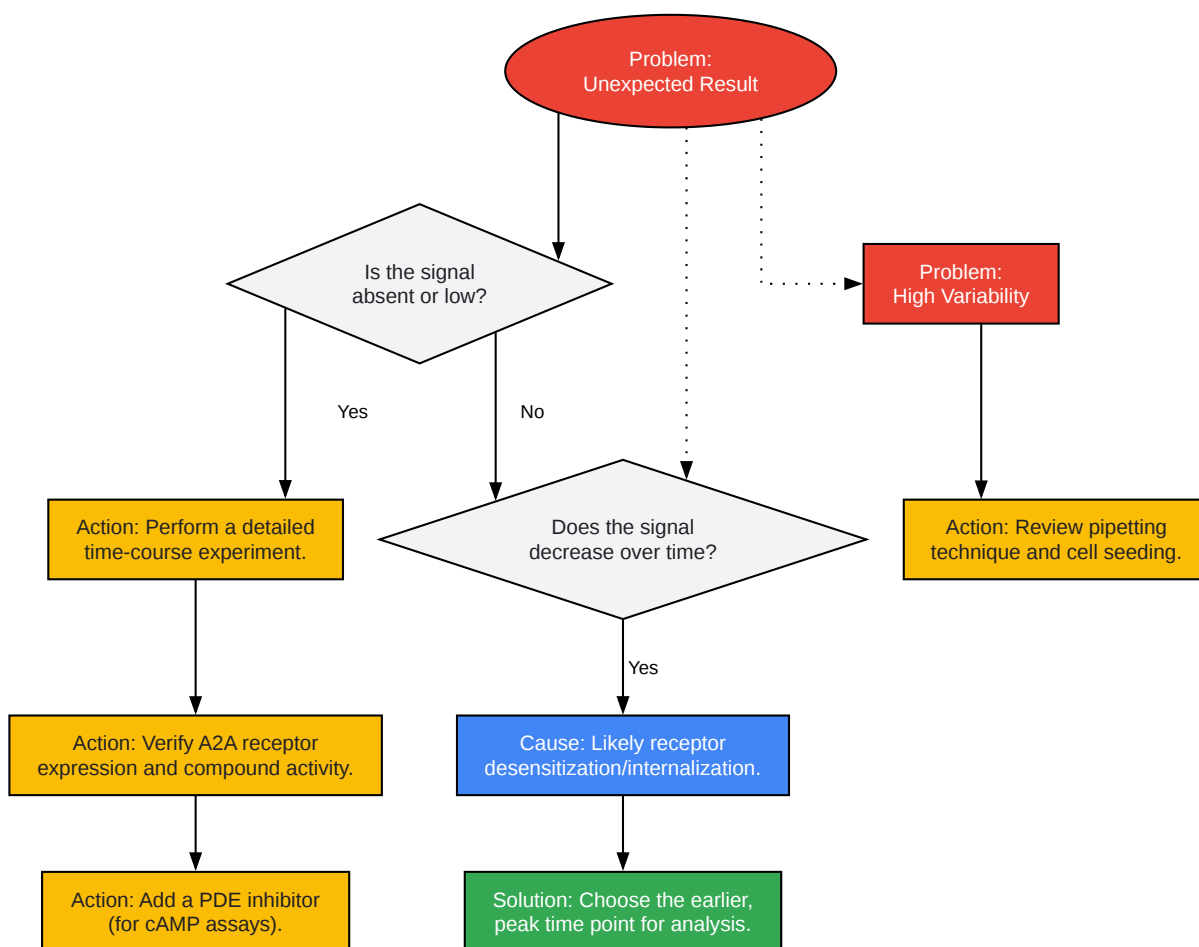 Problem:
Unexpected Result
Is the signal
absent or low?
Problem:
High Variability
Yes
No
Action: Perform a detailed
time-course experiment.
Does the signal
decrease over time?
Action: Review pipetting
technique and cell seeding.
Yes
Action: Verify A2A receptor
expression and compound activity.
Cause: Likely receptor
desensitization/internalization.
Action: Add a PDE inhibitor
(for cAMP assays).
Solution: Choose the earlier,
peak time point for analysis.